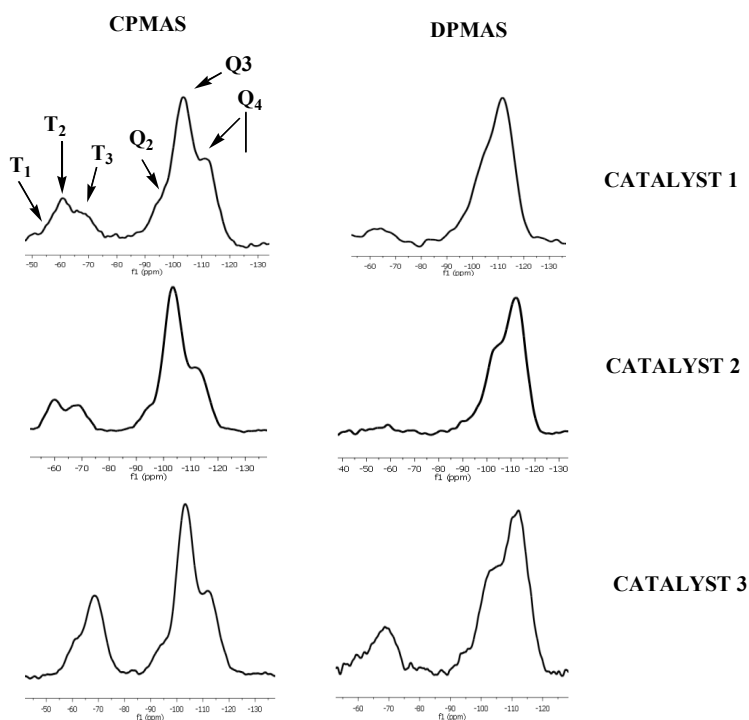 CPMAS
DPMAS
Q3
Q4
T2
Q2
T3
T1
CATALYST 1
-50 -60 -70 -80 -90 -100 -110 -120 -130
f1 (ppm)
-60 -70 -80 -90 -100 -110 -120 -130
f1 (ppm)
CATALYST 2
-60 -70 -80 -90 -100 -110 -120 -130
f1 (ppm)
-40 -50 -60 -70 -80 -90 -100 -110 -120 -130
f1 (ppm)
CATALYST 3
-50 -60 -70 -80 -90 -100 -110 -120 -130
f1 (ppm)
-60 -70 -80 -90 -100 -110 -120
f1 (ppm)